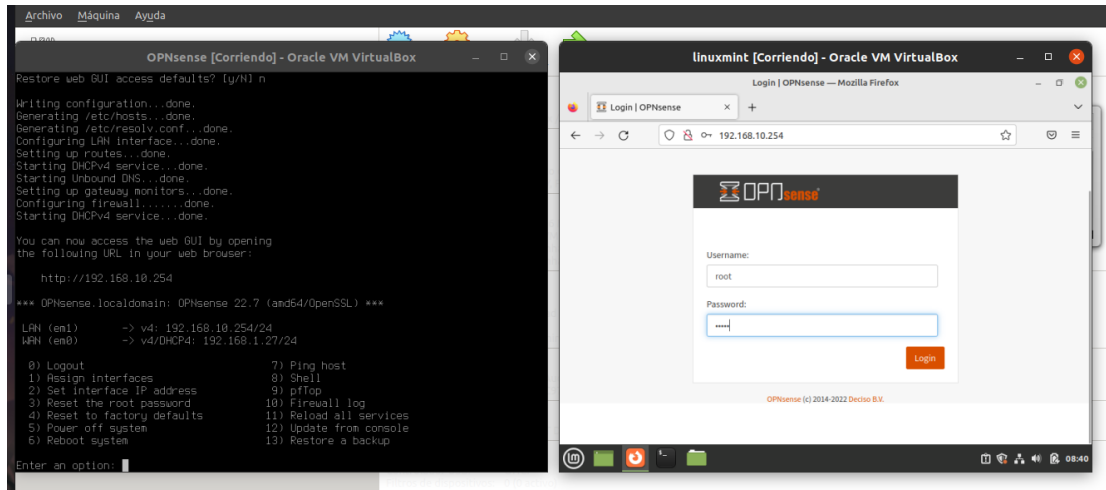 Archivo Máquina Ayuda
OPNsense [Corriendo] - Oracle VM VirtualBox
Restore web GUI access defaults? [y/N] n
Writing configuration...done.
Generating /etc/hosts...done.
Generating /etc/resolv.conf...done.
Configuring LAN interface...done.
Setting up routes...done.
Starting DHCPv4 service...done.
Starting Unbound DNS...done.
Setting up gateway monitors...done.
Configuring firewall.......done.
Starting DHCPv4 service...done.
You can now access the web GUI by opening
the following URL in your web browser:
http://192.168.10.254
*** OPNsense.localdomain: OPNsense 22.7 (amd64/OpenSSL) ***
LAN (em1) -> v4: 192.168.10.254/24
WAN (em0) -> v4/DHCP4: 192.168.1.27/24
0) Logout 7) Ping host
1) Assign interfaces 8) Shell
2) Set interface IP address 9) pfTop
3) Reset the root password 10) Firewall log
4) Reset to factory defaults 11) Reload all services
5) Power off system 12) Update from console
6) Reboot system 13) Restore a backup
Enter an option:
linuxmint [Corriendo] - Oracle VM VirtualBox
Login | OPNsense — Mozilla Firefox
Login | OPNsense
192.168.10.254
OPNsense
Username:
root
Password:
•••••
Login
OPNsense (c) 2014-2022 Deciso B.V.
08:40